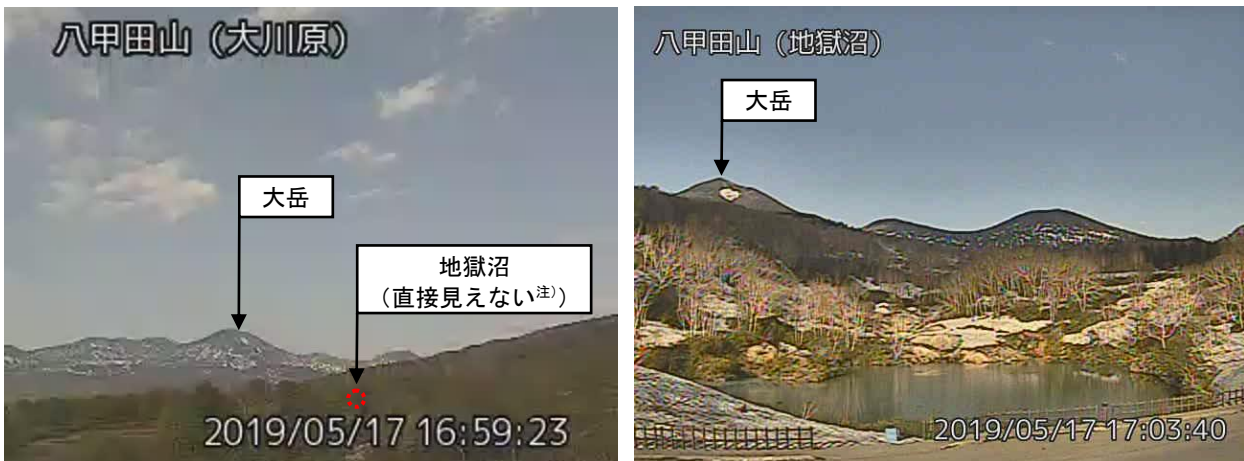 八甲田山（大川原）
大岳
地獄沼
（直接見えない注））
2019/05/17 16:59:23
八甲田山（地獄沼）
大岳
2019/05/17 17:03:40